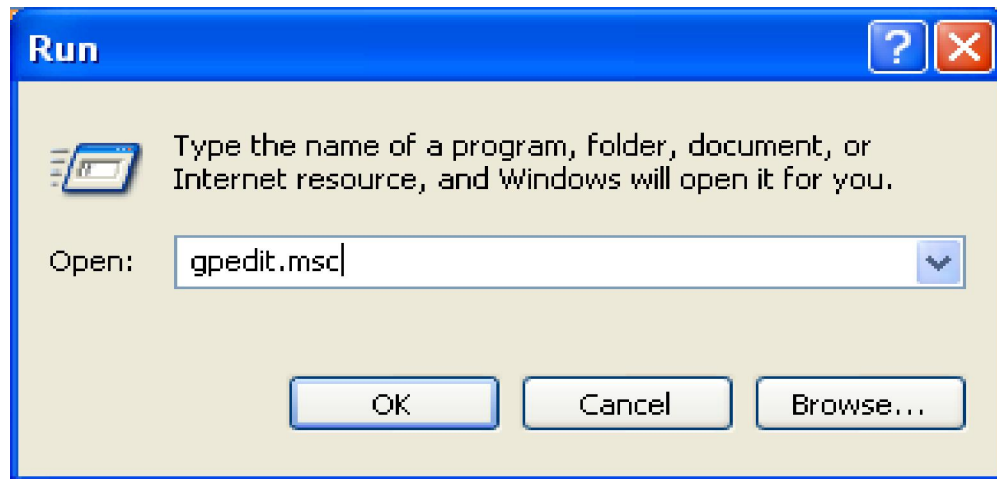 Run
Type the name of a program, folder, document, or
Internet resource, and Windows will open it for you.
Open: gpedit.msc
OK Cancel Browse...